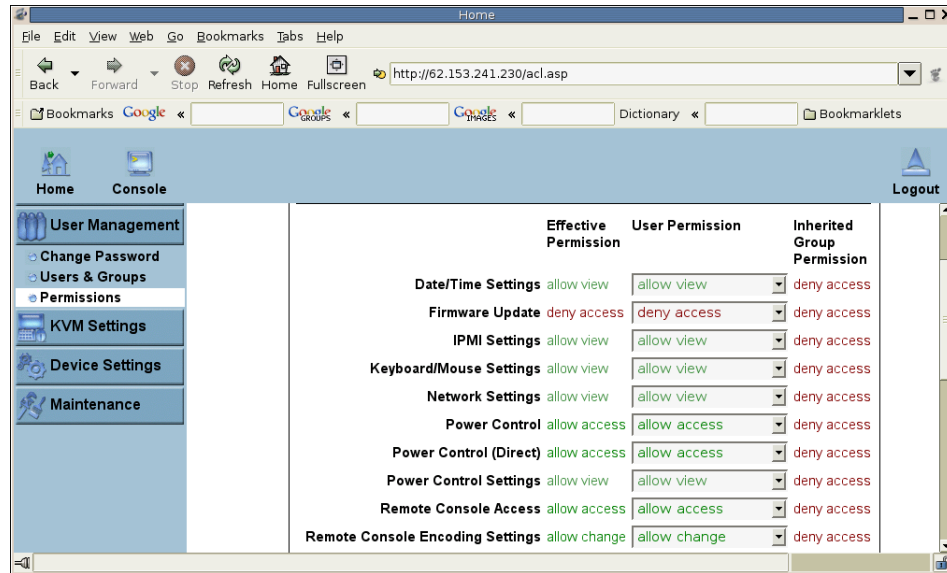 Home
File Edit View Web Go Bookmarks Tabs Help
Back Forward Stop Refresh Home Fullscreen http://62.153.241.230/acl.asp
Bookmarks Google « Google GROUPS « Google IMAGES « Dictionary « Bookmarklets
Home Console Logout
User Management
Change Password
Users & Groups
Permissions
KVM Settings
Device Settings
Maintenance
Effective Permission User Permission Inherited Group Permission
Date/Time Settings allow view allow view deny access
Firmware Update deny access deny access deny access
IPMI Settings allow view allow view deny access
Keyboard/Mouse Settings allow view allow view deny access
Network Settings allow view allow view deny access
Power Control allow access allow access deny access
Power Control (Direct) allow access allow access deny access
Power Control Settings allow view allow view deny access
Remote Console Access allow access allow access deny access
Remote Console Encoding Settings allow change allow change deny access